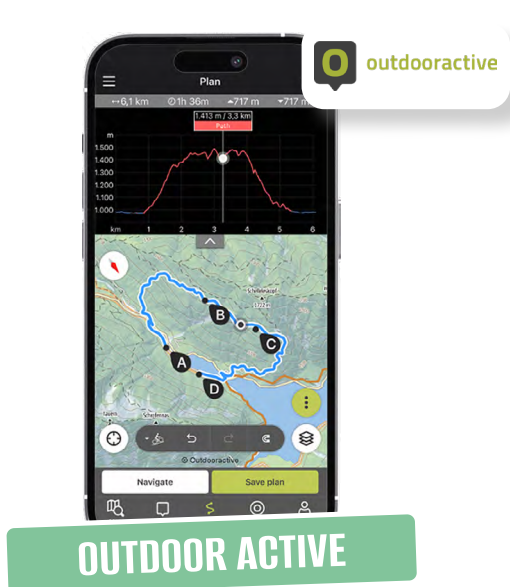 outdooractive
Plan
6,1 km 1h 36m 717 m 717 m
1.413 m / 3,3 km
Path
m
1.500
1.400
1.300
1.200
1.100
1.000
km 1 2 3 4 5 6
B
C
A
D
© Outdooractive
Navigate Save plan
OUTDOOR ACTIVE